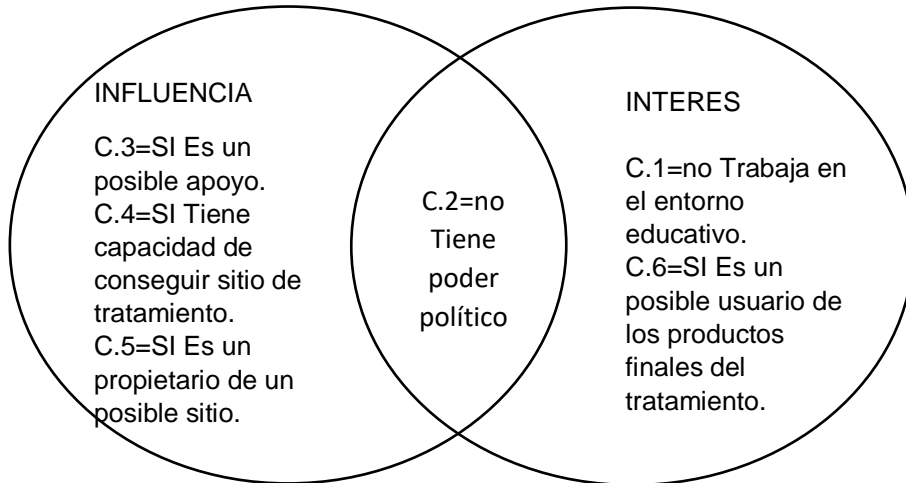 INFLUENCIA
C.3=SI Es un
posible apoyo.
C.4=SI Tiene
capacidad de
conseguir sitio de
tratamiento.
C.5=SI Es un
propietario de un
posible sitio.
C.2=no
Tiene
poder
político
INTERES
C.1=no Trabaja en
el entorno
educativo.
C.6=SI Es un
posible usuario de
los productos
finales del
tratamiento.